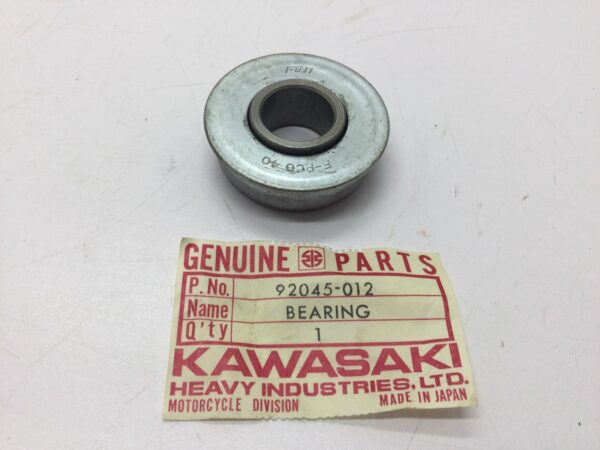 FUJI
F-FCO 40
GENUINE PARTS
P. No. 92045-012
Name BEARING
Q'ty 1
KAWASAKI
HEAVY INDUSTRIES, LTD.
MOTORCYCLE DIVISION MADE IN JAPAN